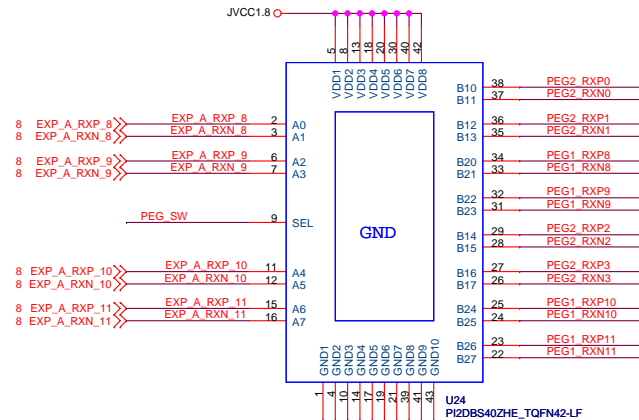 JVCC1.8
5 8 13 18 20 30 40 42
VDD1 VDD2 VDD3 VDD4 VDD5 VDD6 VDD7 VDD8
B10 38 PEG2_RXP0
B11 37 PEG2_RXN0
8 EXP_A_RXP_8 EXP_A_RXP_8 2 A0
8 EXP_A_RXN_8 EXP_A_RXN_8 3 A1
B12 36 PEG2_RXP1
B13 35 PEG2_RXN1
8 EXP_A_RXP_9 EXP_A_RXP_9 6 A2
8 EXP_A_RXN_9 EXP_A_RXN_9 7 A3
B20 34 PEG1_RXP8
B21 33 PEG1_RXN8
B22 32 PEG1_RXP9
B23 31 PEG1_RXN9
PEG_SW 9 SEL
GND
B14 29 PEG2_RXP2
B15 28 PEG2_RXN2
8 EXP_A_RXP_10 EXP_A_RXP_10 11 A4
8 EXP_A_RXN_10 EXP_A_RXN_10 12 A5
B16 27 PEG2_RXP3
B17 26 PEG2_RXN3
8 EXP_A_RXP_11 EXP_A_RXP_11 15 A6
8 EXP_A_RXN_11 EXP_A_RXN_11 16 A7
B24 25 PEG1_RXP10
B25 24 PEG1_RXN10
B26 23 PEG1_RXP11
B27 22 PEG1_RXN11
GND1 GND2 GND3 GND4 GND5 GND6 GND7 GND8 GND9 GND10
1 4 10 14 17 19 21 39 41 43
U24
PI2DBS40ZHE_TQFN42-LF